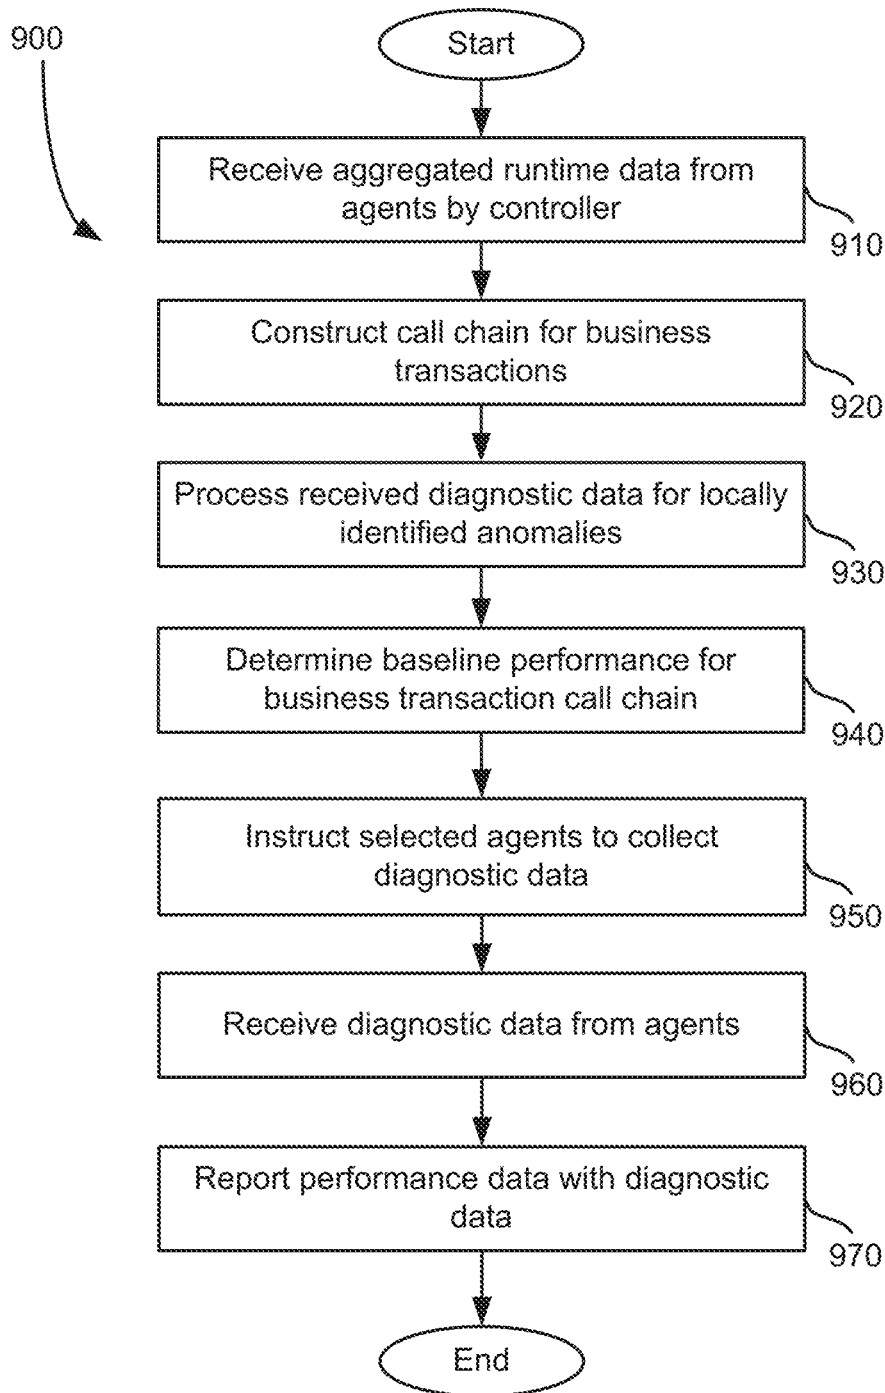 900
Start
Receive aggregated runtime data from
agents by controller
910
Construct call chain for business
transactions
920
Process received diagnostic data for locally
identified anomalies
930
Determine baseline performance for
business transaction call chain
940
Instruct selected agents to collect
diagnostic data
950
Receive diagnostic data from agents
960
Report performance data with diagnostic
data
970
End